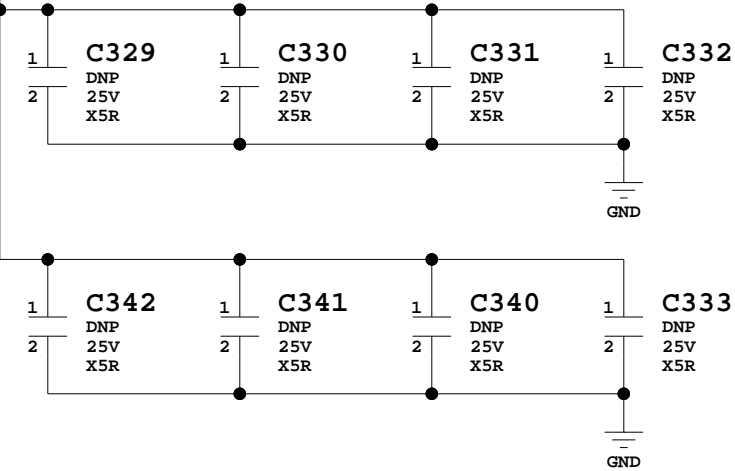 1 C329 1 C330 1 C331 1 C332
DNP DNP DNP DNP
2 25V 2 25V 2 25V 2 25V
X5R X5R X5R X5R
GND
1 C342 1 C341 1 C340 1 C333
DNP DNP DNP DNP
2 25V 2 25V 2 25V 2 25V
X5R X5R X5R X5R
GND